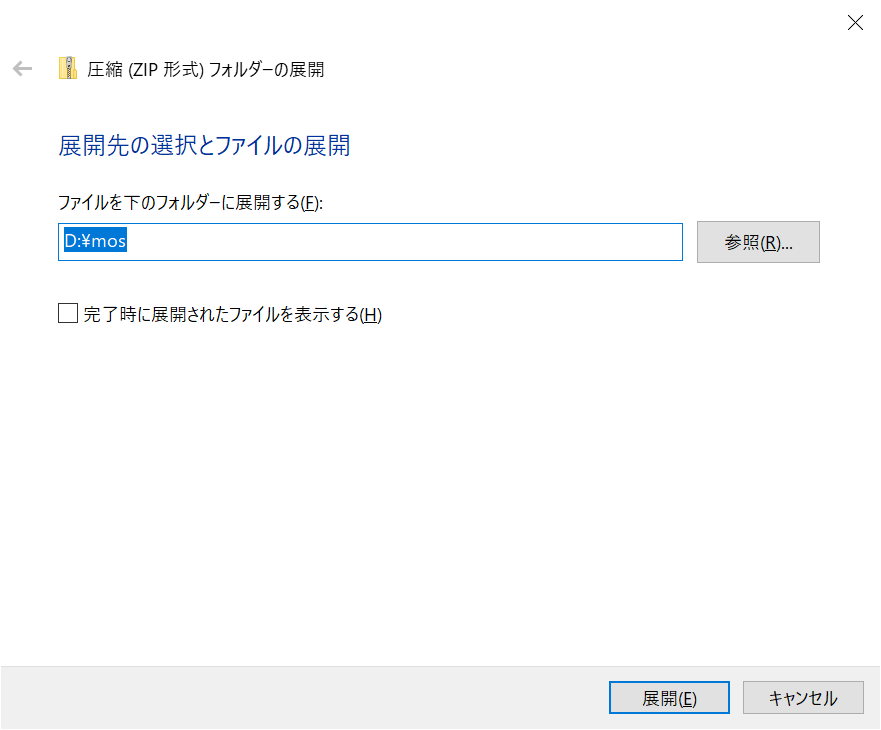 圧縮 (ZIP 形式) フォルダーの展開
展開先の選択とファイルの展開
ファイルを下のフォルダーに展開する(F):
D:¥mos
参照(R)...
完了時に展開されたファイルを表示する(H)
展開(E)
キャンセル